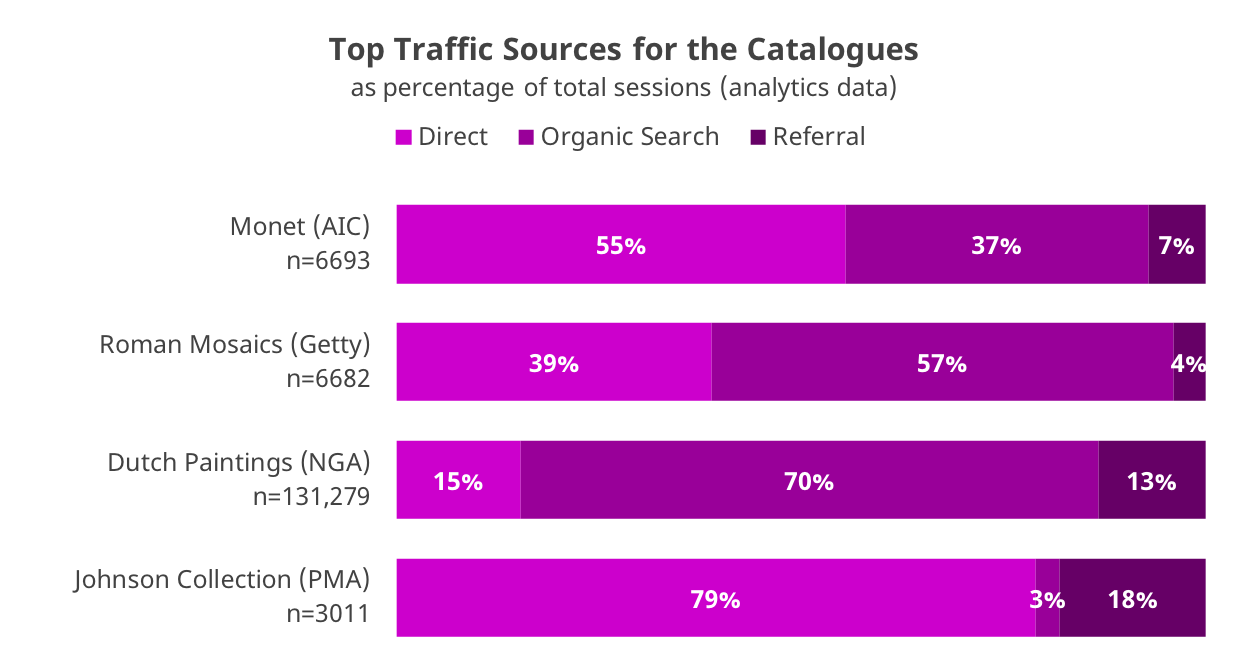 Top Traffic Sources for the Catalogues
as percentage of total sessions (analytics data)
Direct Organic Search Referral
Monet (AIC)
n=6693
55% 37% 7%
Roman Mosaics (Getty)
n=6682
39% 57% 4%
Dutch Paintings (NGA)
n=131,279
15% 70% 13%
Johnson Collection (PMA)
n=3011
79% 3% 18%